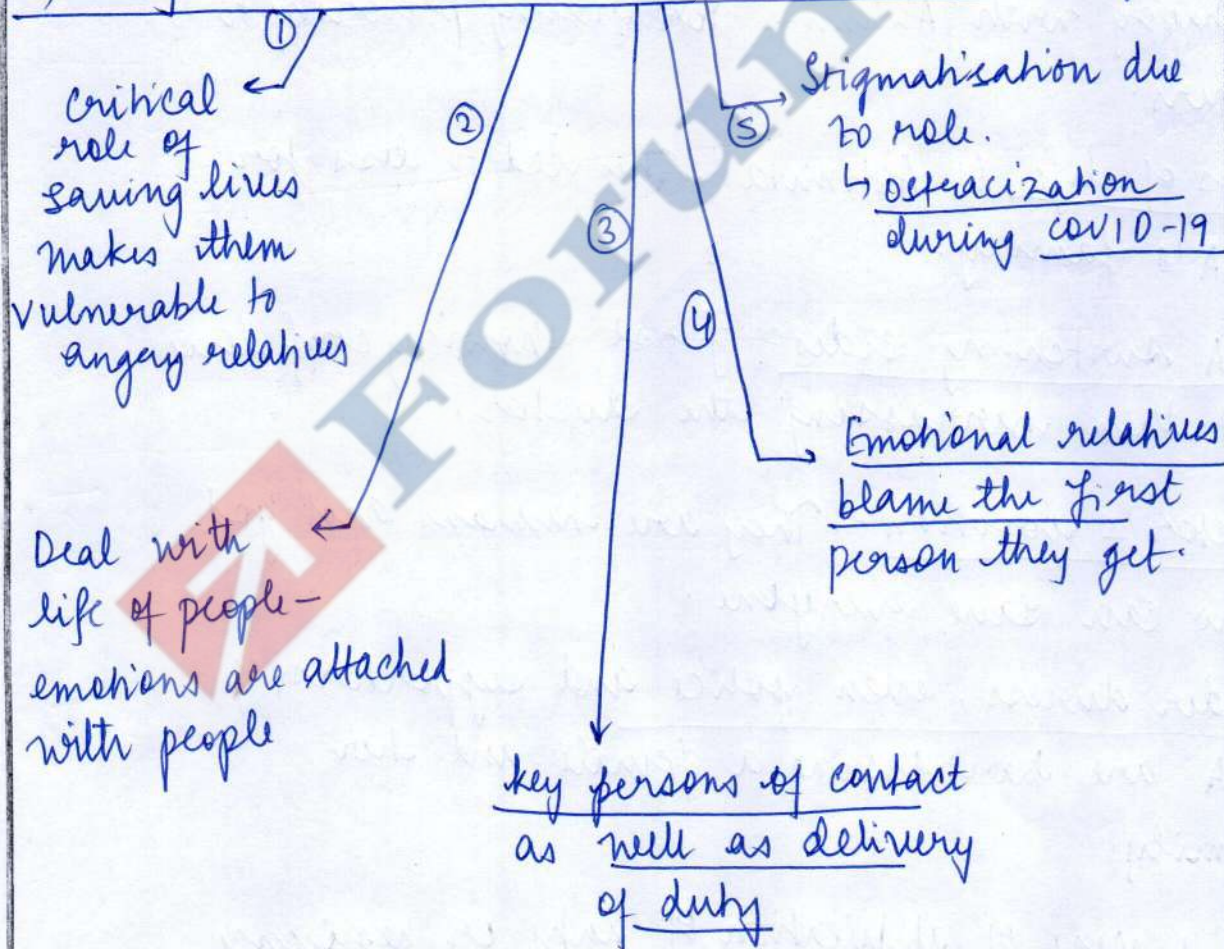 ①
critical
role of
saving lives
makes them
vulnerable to
angry relatives
②
Deal with
life of people-
emotions are attached
with people
③
key persons of contact
as well as delivery
of duty
④
Emotional relatives
blame the first
person they get.
⑤
Stigmatisation due
to role.
↳ ostracization
during COVID-19
Forum